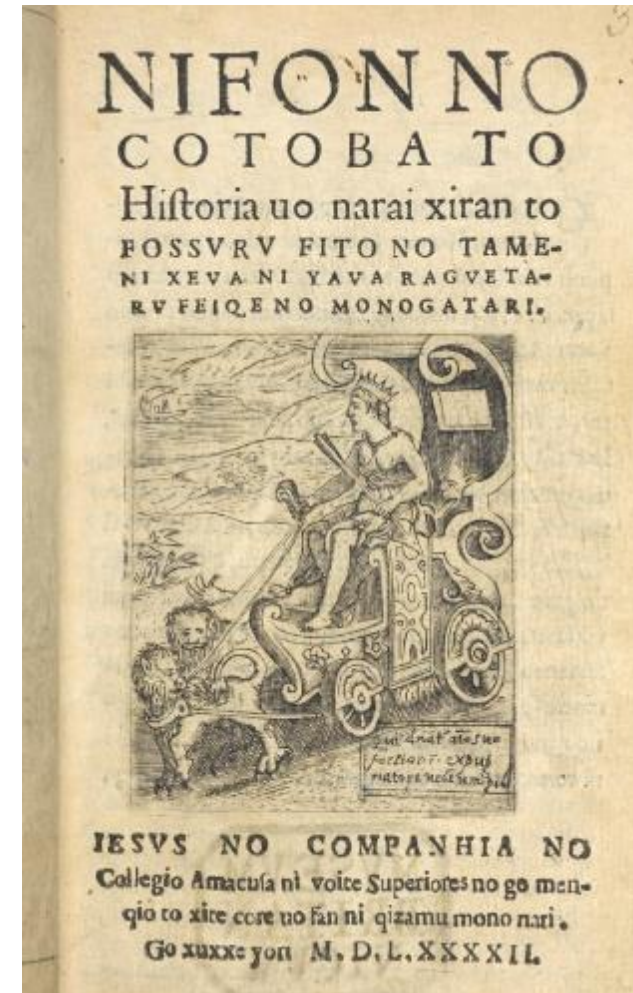 NIFON NO
COTOBA TO
Hiſtoria uo narai xiran to
FOSSVRV FITO NO TAME-
NI XEVA NI YAVA RAGVETA-
RV FEIQE NO MONOGATARI.
IESVS NO COMPANHIA NO
Collegio Amacuſa ni voite Superiores no go men-
qio to xite core uo fan ni qizamu mono nari.
Go xuxxe yori M. D. L. XXXXII.